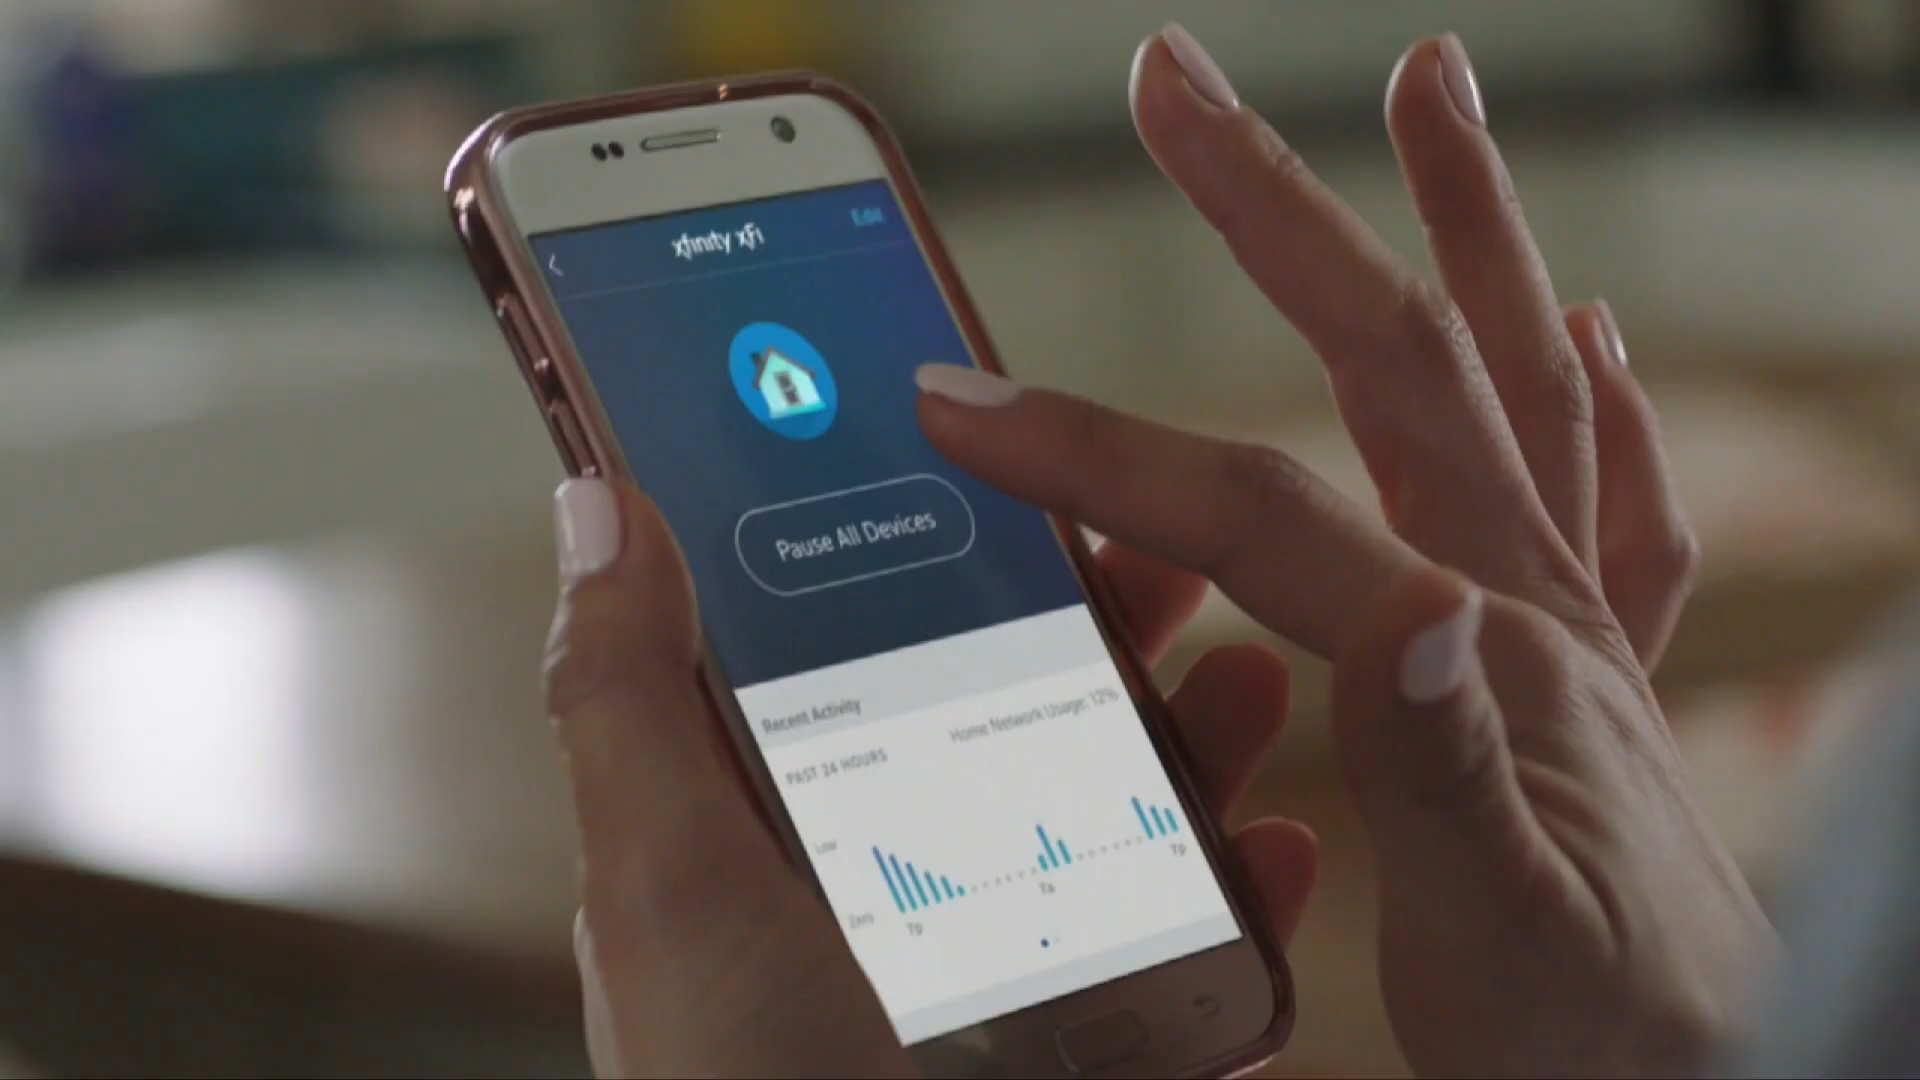 xfinity xFi
Edit
Pause All Devices
Recent Activity
PAST 24 HOURS
Home Network Usage: 12%
Low
Zero
7p
7a
7p